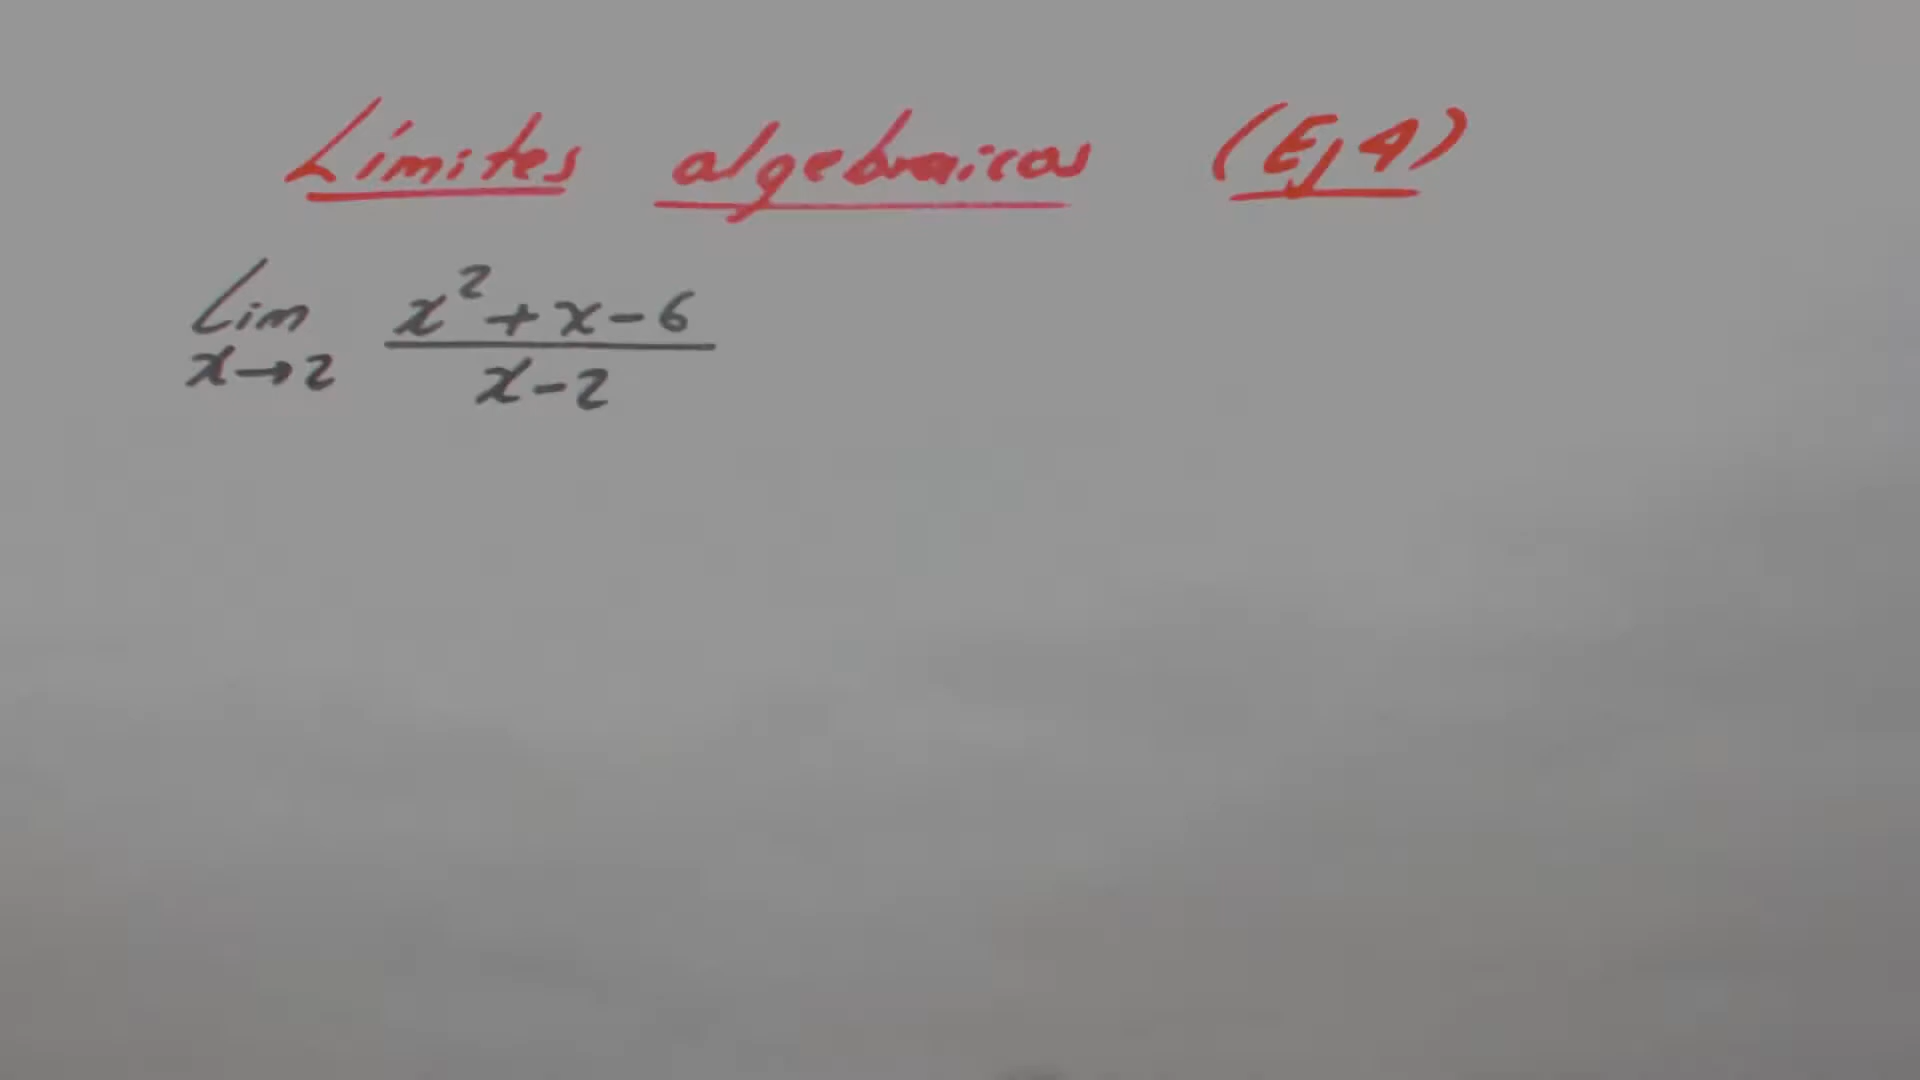 Límites algebraicos (Ej 4)
Lim x²+x-6
x→2 x-2